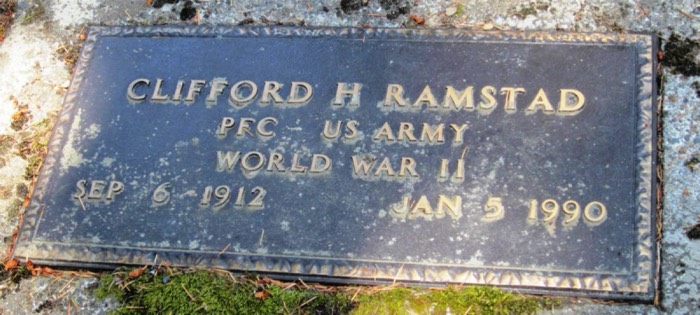 CLIFFORD H RAMSTAD
PFC US ARMY
WORLD WAR II
SEP 6 1912 JAN 5 1990